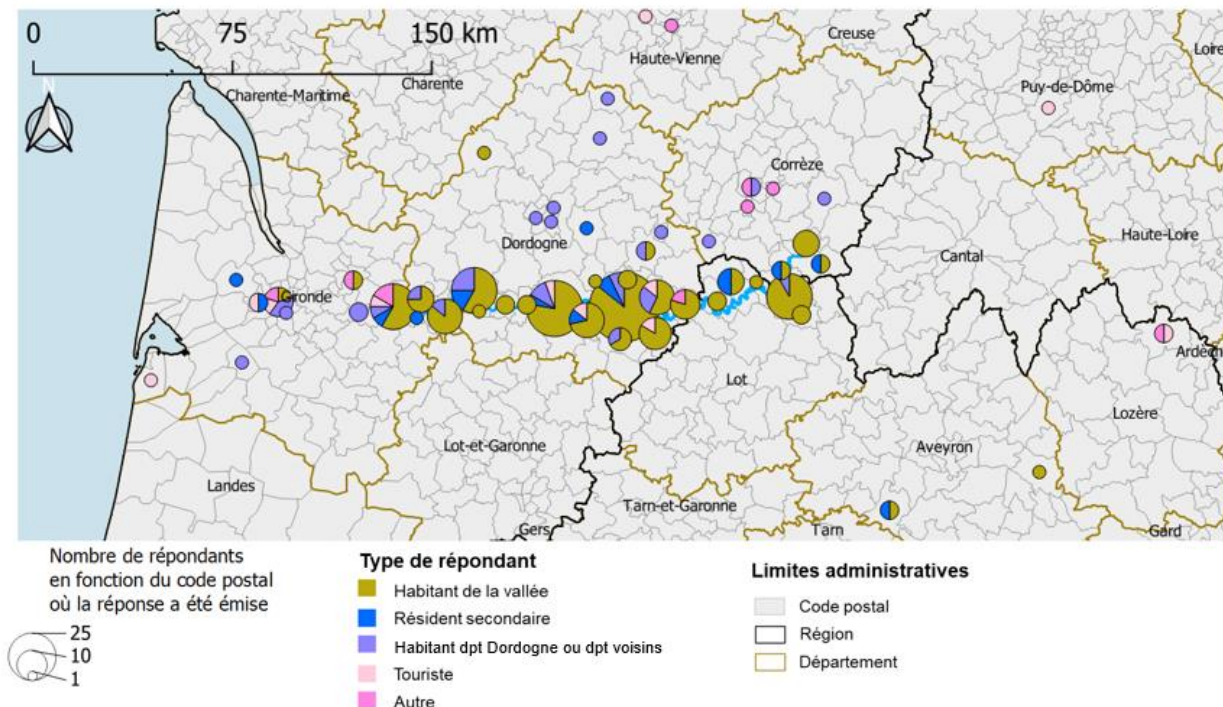 0 75 150 km
N
Haute-Vienne
Creuse
Loire
Charente
Charente-Maritime
Puy-de-Dôme
Corrèze
Dordogne
Haute-Loire
Cantal
Gironde
Ardèch
Lot
Lozère
Lot-et-Garonne
Aveyron
Landes
Tarn-et-Garonne
Gers
Tarn
Gard
Nombre de répondants
en fonction du code postal
où la réponse a été émise
25
10
1
Type de répondant
Habitant de la vallée
Résident secondaire
Habitant dpt Dordogne ou dpt voisins
Touriste
Autre
Limites administratives
Code postal
Région
Département